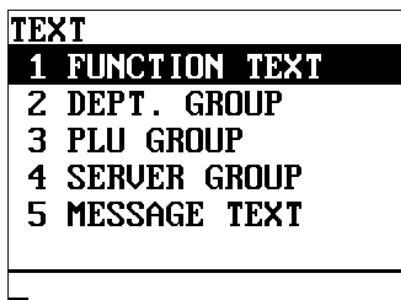 TEXT
1 FUNCTION TEXT
2 DEPT. GROUP
3 PLU GROUP
4 SERVER GROUP
5 MESSAGE TEXT